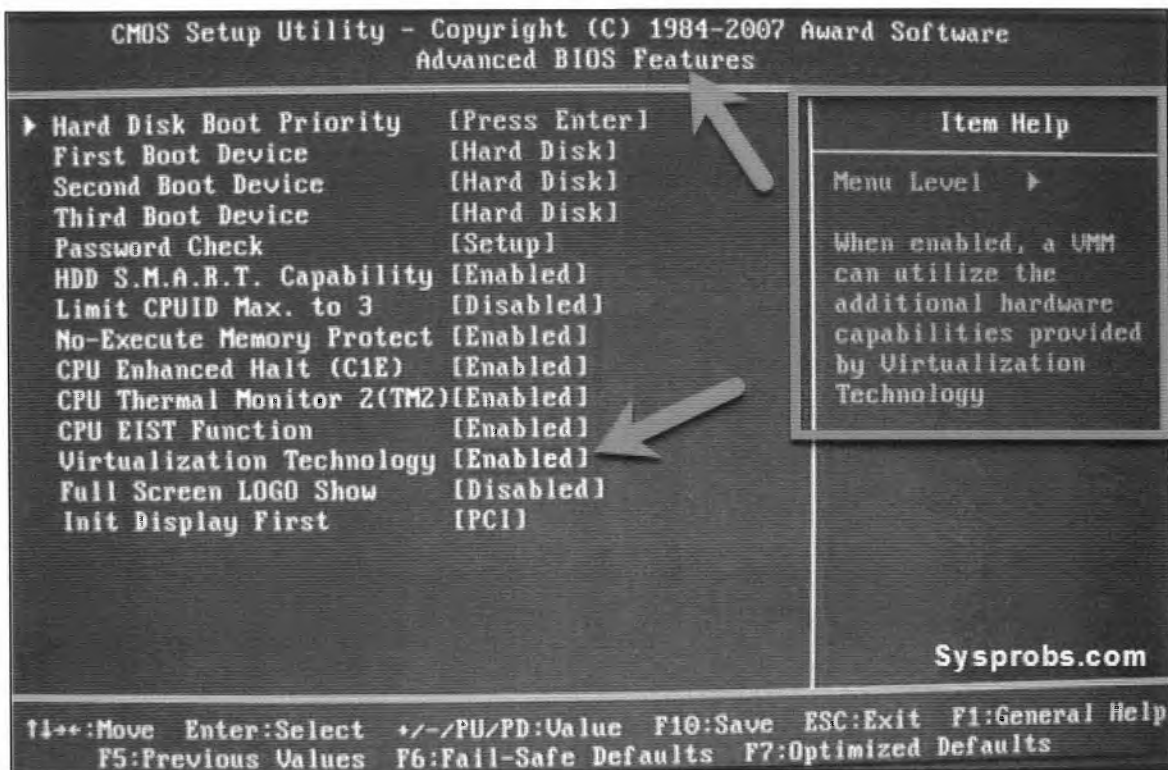 CMOS Setup Utility - Copyright (C) 1984-2007 Award Software
Advanced BIOS Features
Hard Disk Boot Priority [Press Enter]
First Boot Device [Hard Disk]
Second Boot Device [Hard Disk]
Third Boot Device [Hard Disk]
Password Check [Setup]
HDD S.M.A.R.T. Capability [Enabled]
Limit CPUID Max. to 3 [Disabled]
No-Execute Memory Protect [Enabled]
CPU Enhanced Halt (C1E) [Enabled]
CPU Thermal Monitor 2(TM2)[Enabled]
CPU EIST Function [Enabled]
Virtualization Technology [Enabled]
Full Screen LOGO Show [Disabled]
Init Display First [PCI]
Item Help
Menu Level
When enabled, a VMM
can utilize the
additional hardware
capabilities provided
by Virtualization
Technology
Sysprobs.com
↑↓→←:Move Enter:Select +/-/PU/PD:Value F10:Save ESC:Exit F1:General Help
F5:Previous Values F6:Fail-Safe Defaults F7:Optimized Defaults